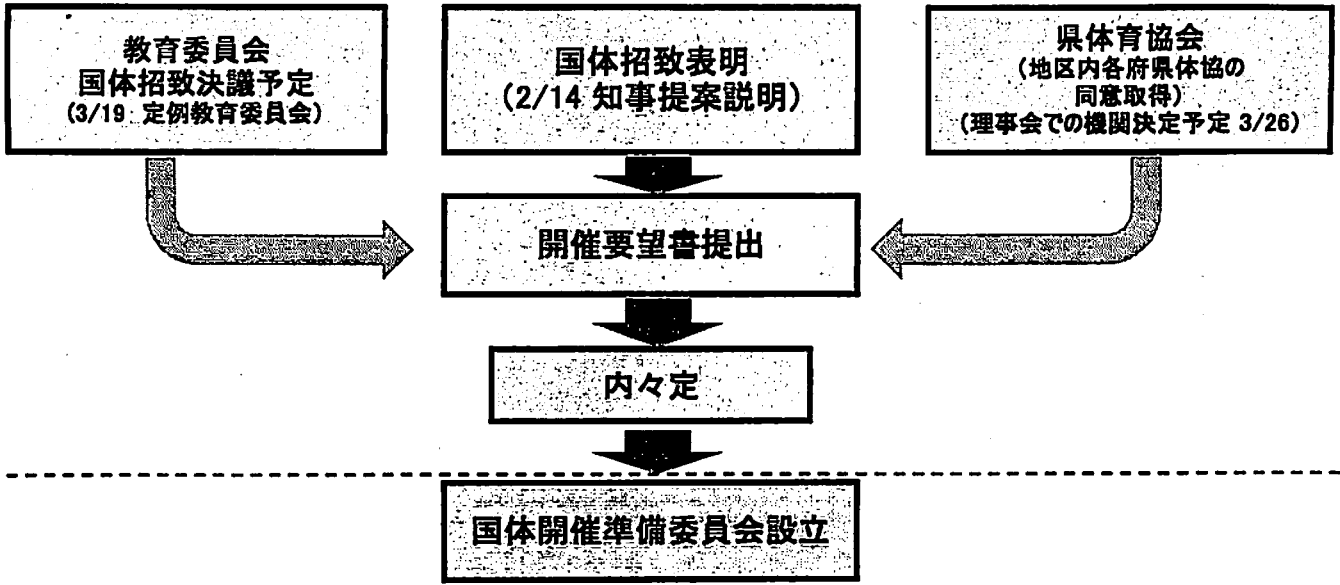 教育委員会
国体招致決議予定
(3/19 定例教育委員会)
国体招致表明
(2/14 知事提案説明)
県体育協会
(地区内各府県体協の
同意取得)
(理事会での機関決定予定 3/26)
開催要望書提出
内々定
国体開催準備委員会設立